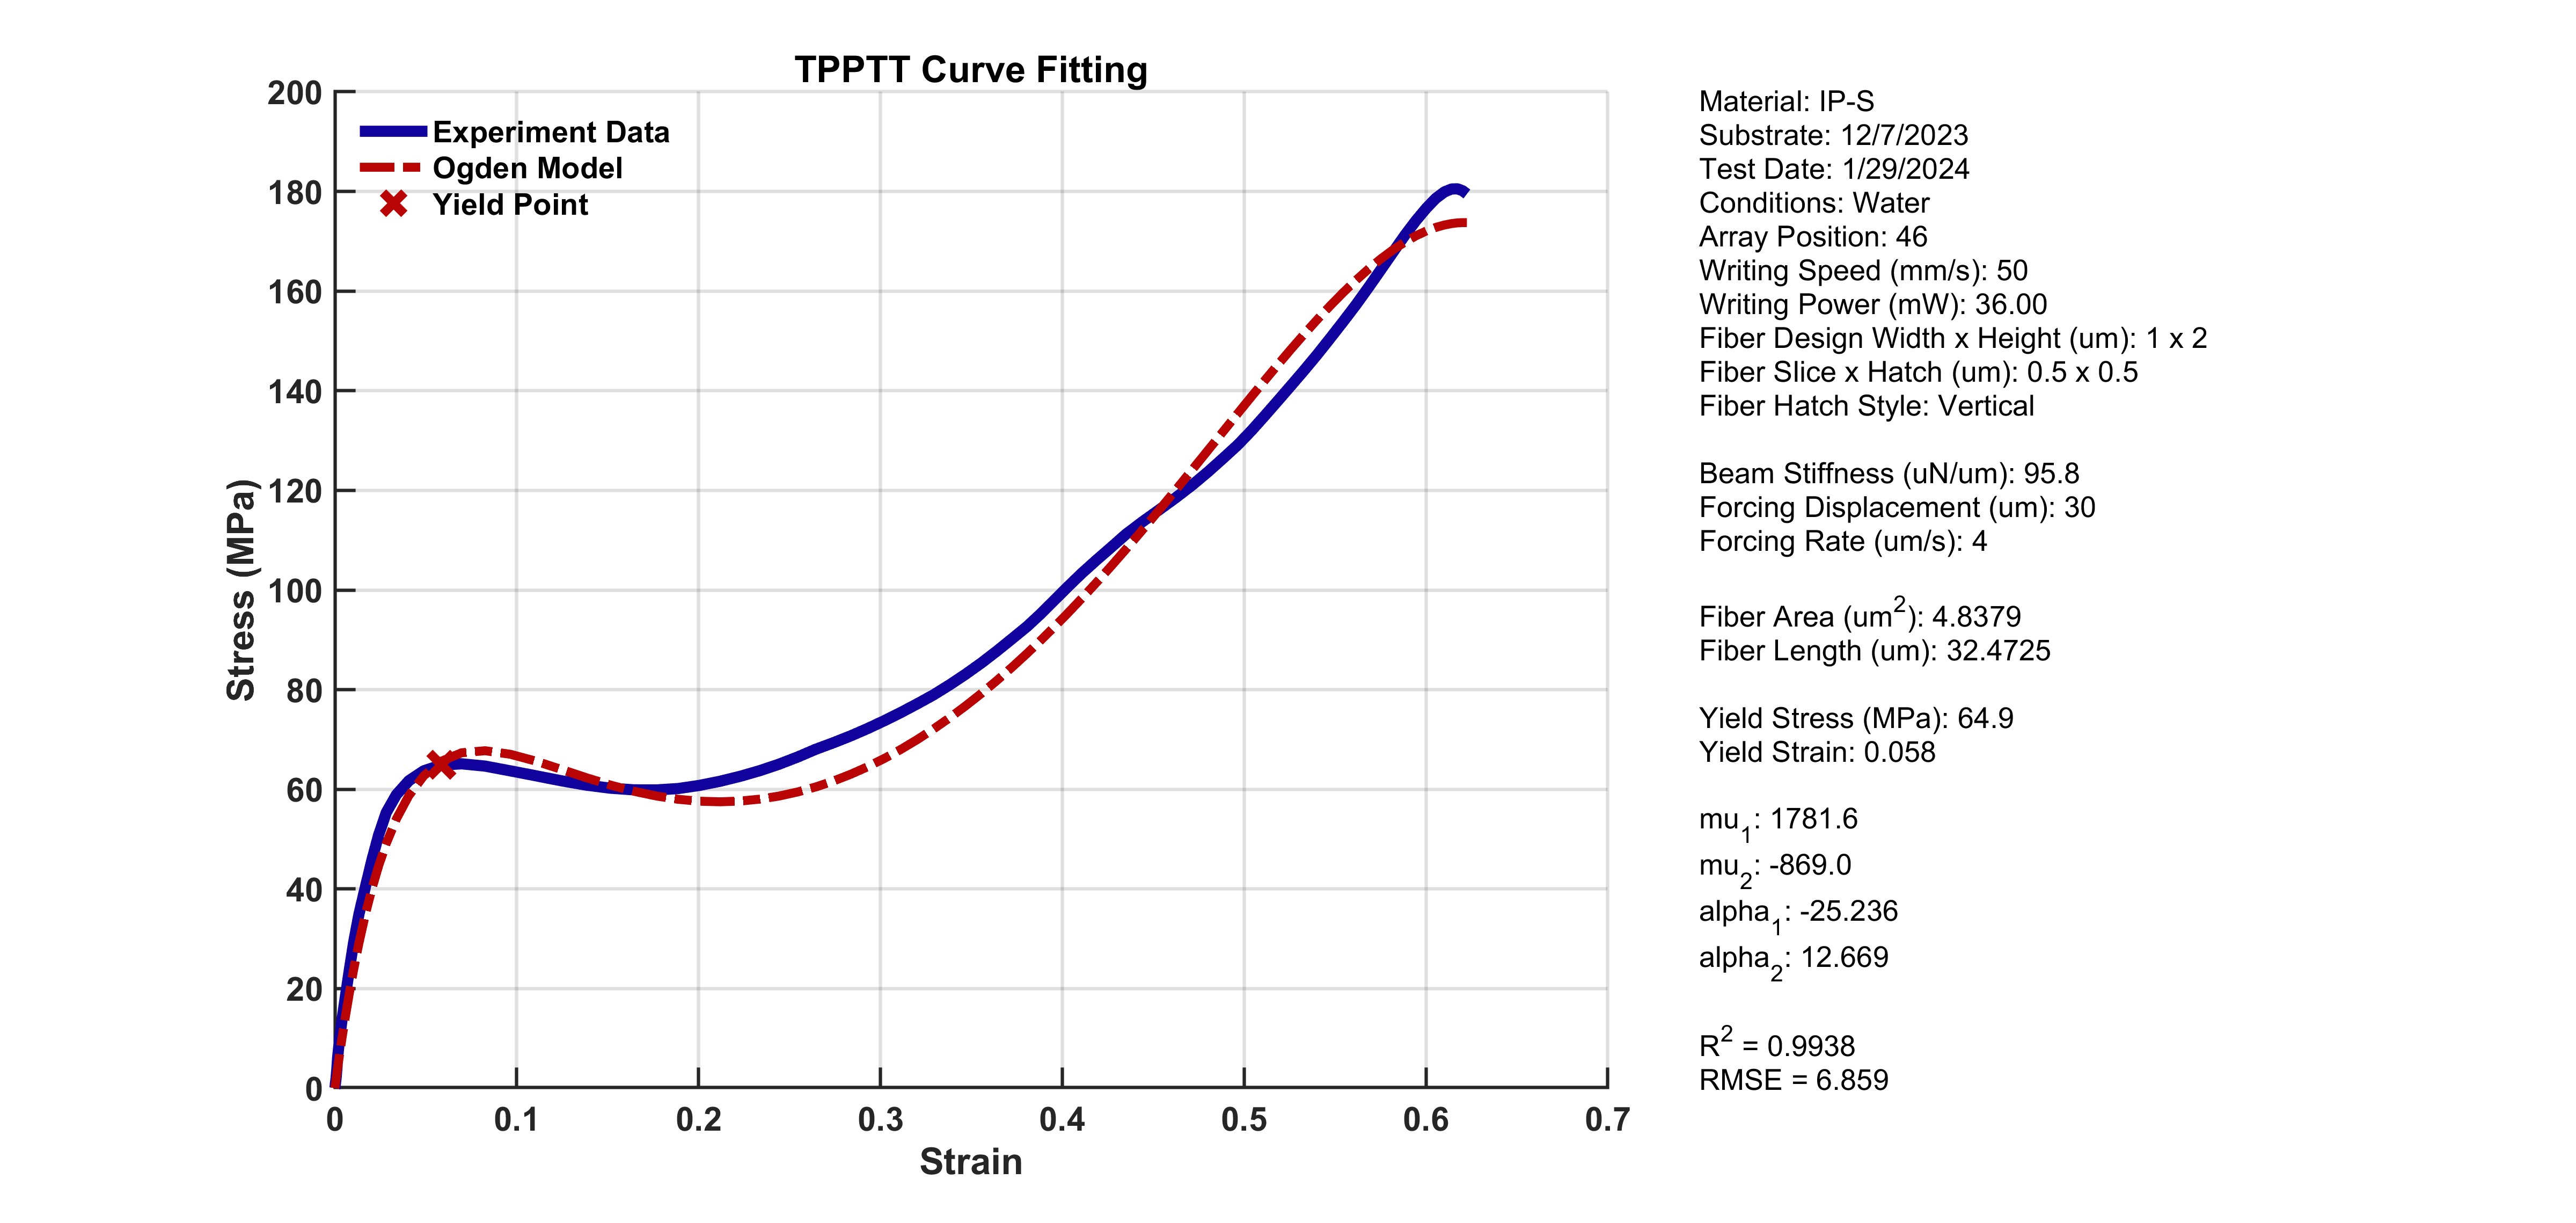 TPPTT Curve Fitting
200
180
160
140
120
100
80
60
40
20
0
Stress (MPa)
Experiment Data
Ogden Model
Yield Point
0 0.1 0.2 0.3 0.4 0.5 0.6 0.7
Strain
Material: IP-S
Substrate: 12/7/2023
Test Date: 1/29/2024
Conditions: Water
Array Position: 46
Writing Speed (mm/s): 50
Writing Power (mW): 36.00
Fiber Design Width x Height (um): 1 x 2
Fiber Slice x Hatch (um): 0.5 x 0.5
Fiber Hatch Style: Vertical
Beam Stiffness (uN/um): 95.8
Forcing Displacement (um): 30
Forcing Rate (um/s): 4
Fiber Area (um²): 4.8379
Fiber Length (um): 32.4725
Yield Stress (MPa): 64.9
Yield Strain: 0.058
mu₁: 1781.6
mu₂: -869.0
alpha₁: -25.236
alpha₂: 12.669
R² = 0.9938
RMSE = 6.859